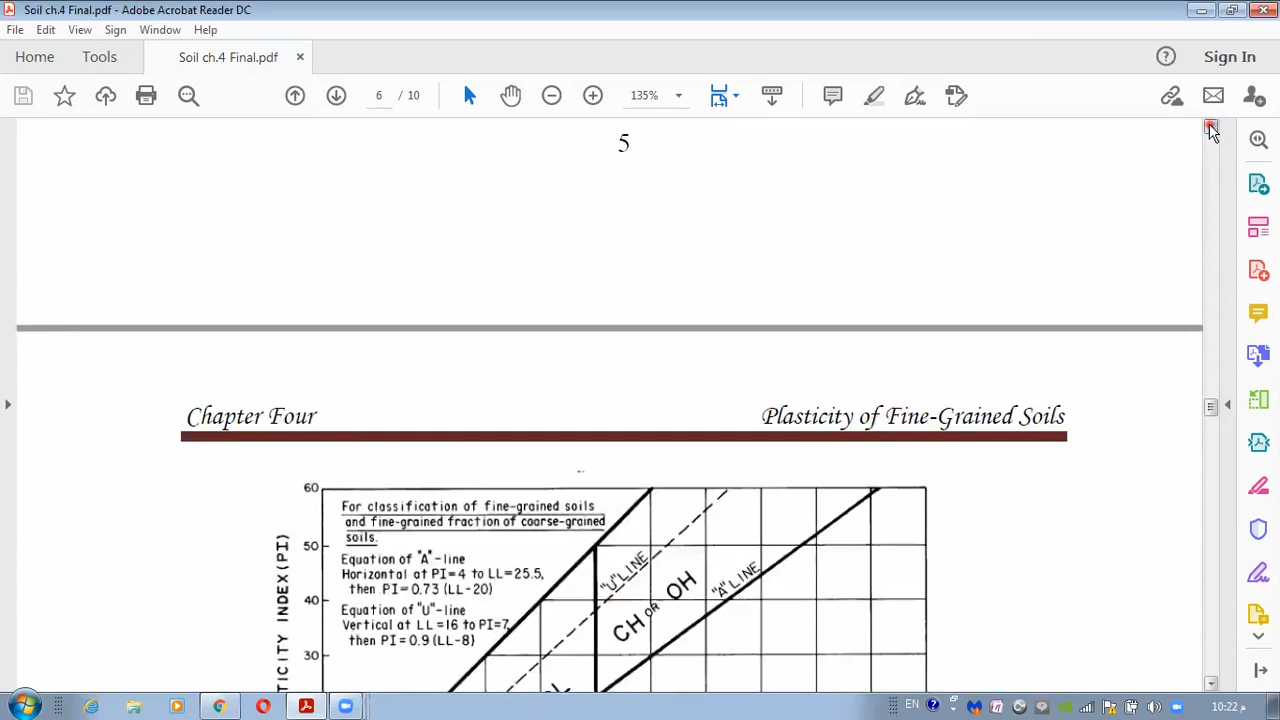 Soil ch.4 Final.pdf - Adobe Acrobat Reader DC
File Edit View Sign Window Help
Home Tools Soil ch.4 Final.pdf × Sign In
6 / 10 135%
5
Chapter Four Plasticity of Fine-Grained Soils
60
For classification of fine-grained soils
and fine-grained fraction of coarse-grained
soils.
50
Equation of "A"-line
Horizontal at PI=4 to LL=25.5,
then PI=0.73 (LL-20)
40
Equation of "U"-line
Vertical at LL=16 to PI=7,
then PI=0.9 (LL-8)
30
TICITY INDEX (PI)
"U"LINE
CH OR OH
"A"LINE
EN
10:22 م